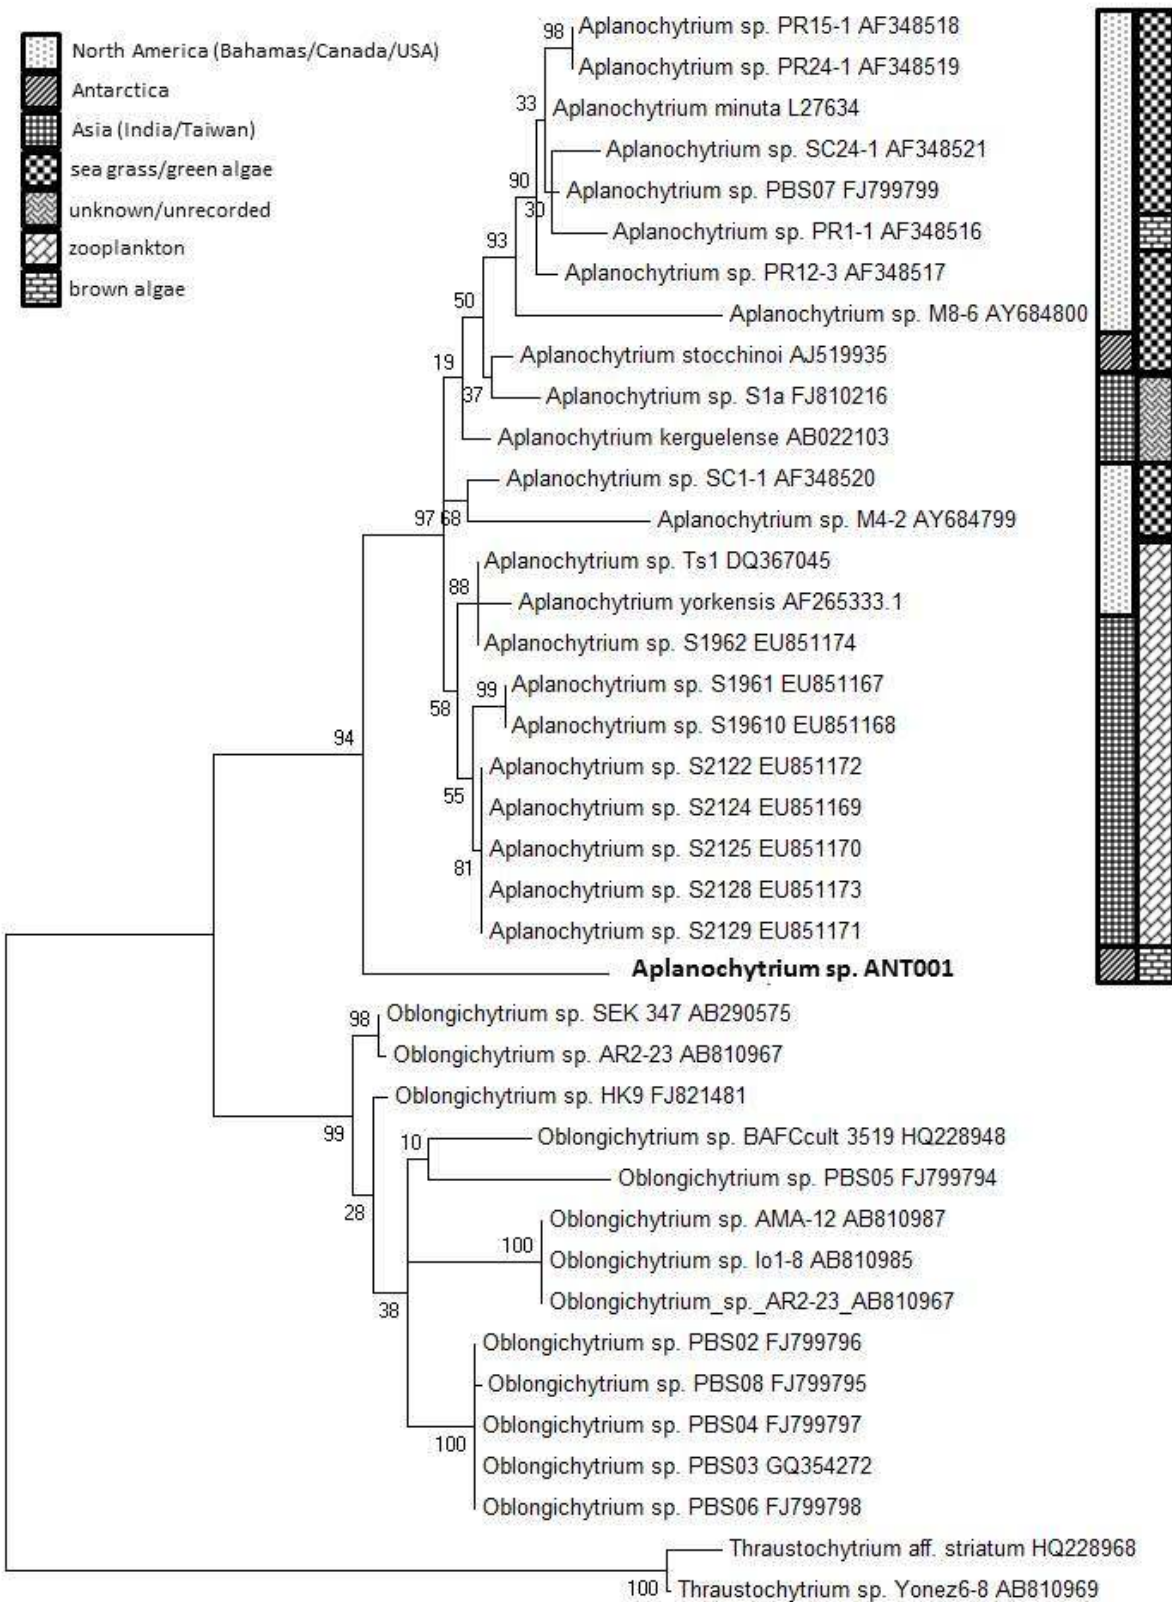 North America (Bahamas/Canada/USA)
Antarctica
Asia (India/Taiwan)
sea grass/green algae
unknown/unrecorded
zooplankton
brown algae
98
Aplanochytrium sp. PR15-1 AF348518
Aplanochytrium sp. PR24-1 AF348519
33
Aplanochytrium minuta L27634
Aplanochytrium sp. SC24-1 AF348521
90
Aplanochytrium sp. PBS07 FJ799799
30
Aplanochytrium sp. PR1-1 AF348516
93
Aplanochytrium sp. PR12-3 AF348517
50
Aplanochytrium sp. M8-6 AY684800
Aplanochytrium stocchinoi AJ519935
19
37
Aplanochytrium sp. S1a FJ810216
Aplanochytrium kerguelense AB022103
Aplanochytrium sp. SC1-1 AF348520
97
68
Aplanochytrium sp. M4-2 AY684799
Aplanochytrium sp. Ts1 DQ367045
88
Aplanochytrium yorkensis AF265333.1
Aplanochytrium sp. S1962 EU851174
99
Aplanochytrium sp. S1961 EU851167
58
Aplanochytrium sp. S19610 EU851168
94
Aplanochytrium sp. S2122 EU851172
55
Aplanochytrium sp. S2124 EU851169
Aplanochytrium sp. S2125 EU851170
81
Aplanochytrium sp. S2128 EU851173
Aplanochytrium sp. S2129 EU851171
Aplanochytrium sp. ANT001
98
Oblongichytrium sp. SEK 347 AB290575
Oblongichytrium sp. AR2-23 AB810967
Oblongichytrium sp. HK9 FJ821481
99
10
Oblongichytrium sp. BAFCcult 3519 HQ228948
Oblongichytrium sp. PBS05 FJ799794
28
Oblongichytrium sp. AMA-12 AB810987
100
Oblongichytrium sp. Io1-8 AB810985
38
Oblongichytrium_sp._AR2-23_AB810967
Oblongichytrium sp. PBS02 FJ799796
Oblongichytrium sp. PBS08 FJ799795
Oblongichytrium sp. PBS04 FJ799797
100
Oblongichytrium sp. PBS03 GQ354272
Oblongichytrium sp. PBS06 FJ799798
Thraustochytrium aff. striatum HQ228968
100
Thraustochytrium sp. Yonez6-8 AB810969